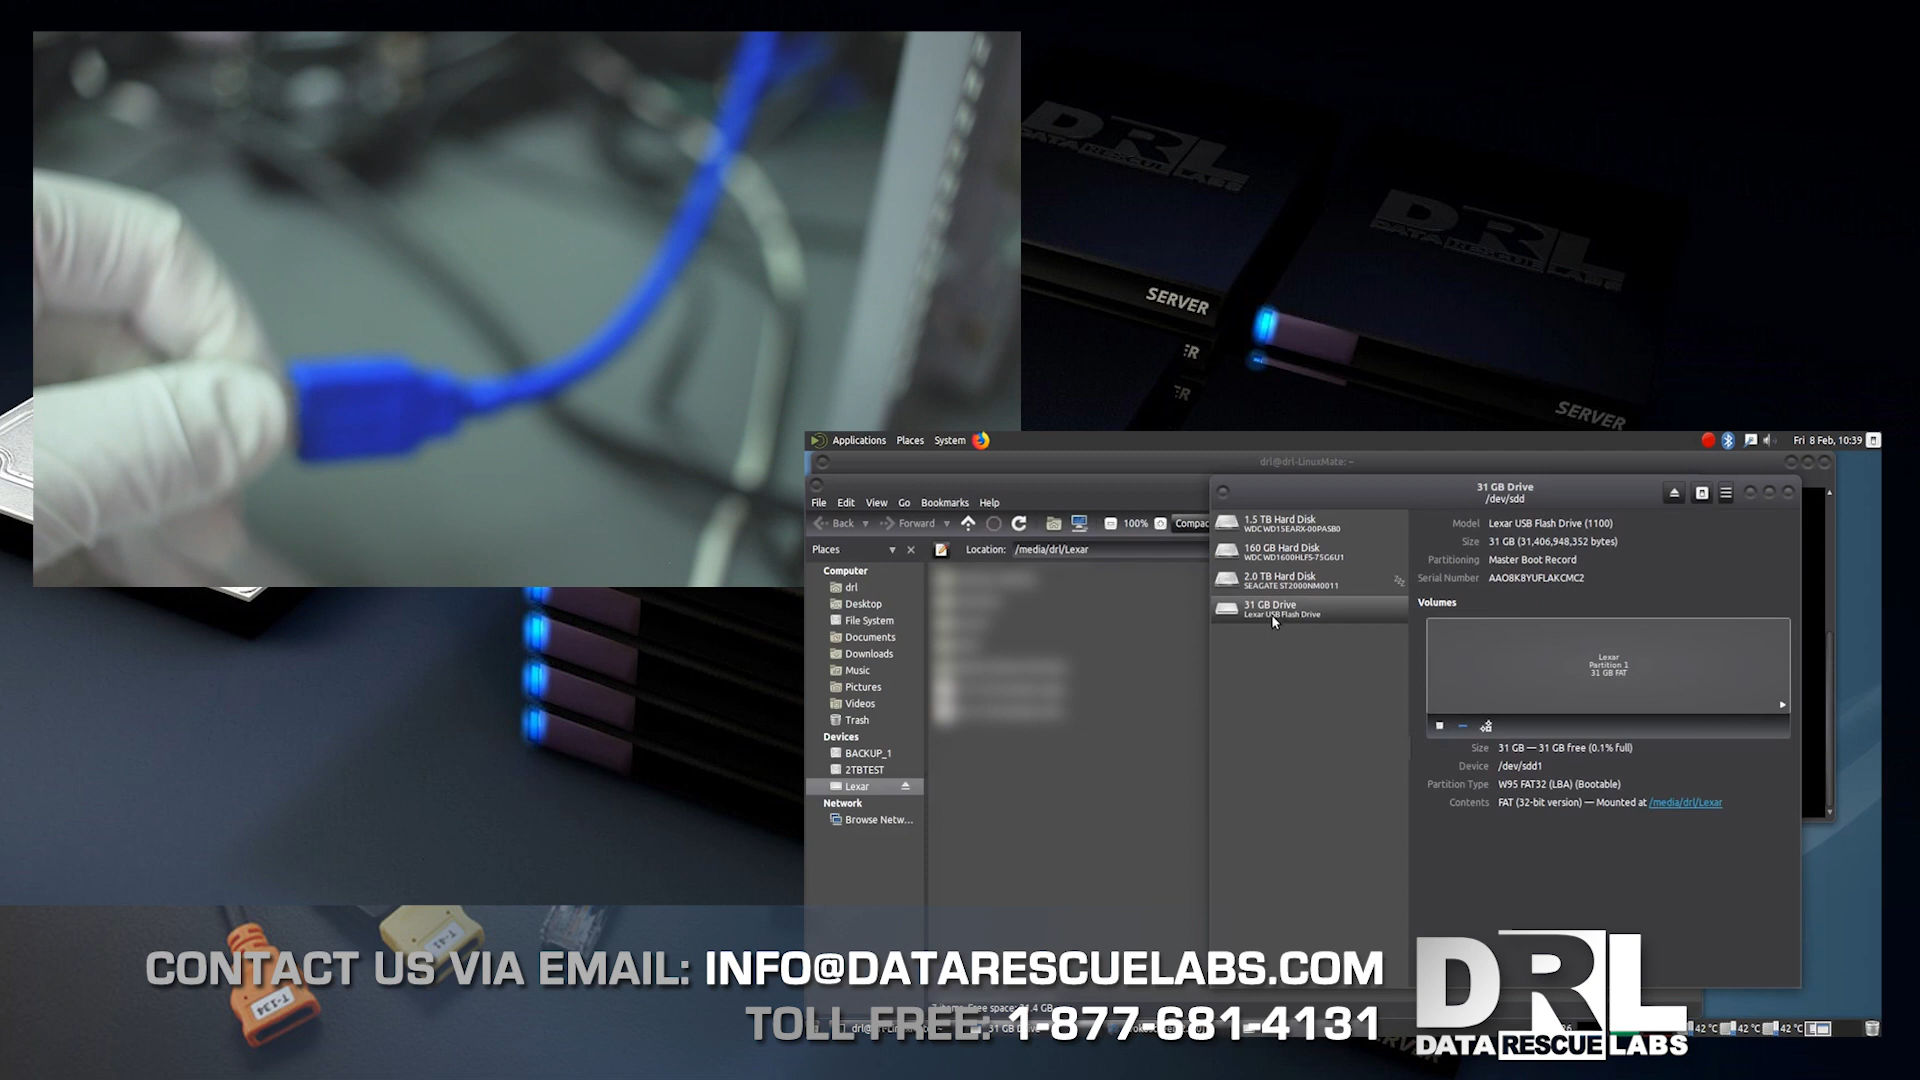 DRL
DATA RESCUE LABS
DRL
DATA RESCUE LABS
SERVER
SERVER
Applications Places System
Fri 8 Feb, 10:39
drl@drl-LinuxMate: ~
File Edit View Go Bookmarks Help
Back Forward 100% Compac
Places
Location: /media/drl/Lexar
Computer
drl
Desktop
File System
Documents
Downloads
Music
Pictures
Videos
Trash
Devices
BACKUP_1
2TBTEST
Lexar
Network
Browse Netw...
31 GB Drive
/dev/sdd
1.5 TB Hard Disk
WDC WD15EARX-00PASB0
160 GB Hard Disk
WDC WD1600HLFS-75G6U1
2.0 TB Hard Disk
SEAGATE ST2000NM0011
31 GB Drive
Lexar USB Flash Drive
Model Lexar USB Flash Drive (1100)
Size 31 GB (31,406,948,352 bytes)
Partitioning Master Boot Record
Serial Number AAO8K8YUFLAKCMC2
Volumes
Lexar
Partition 1
31 GB FAT
Size 31 GB — 31 GB free (0.1% full)
Device /dev/sdd1
Partition Type W95 FAT32 (LBA) (Bootable)
Contents FAT (32-bit version) — Mounted at /media/drl/Lexar
T-134
T-41
CONTACT US VIA EMAIL: INFO@DATARESCUELABS.COM
TOLL FREE: 1-877-681-4131
42 °C 42 °C 42 °C
DRL
DATA RESCUE LABS